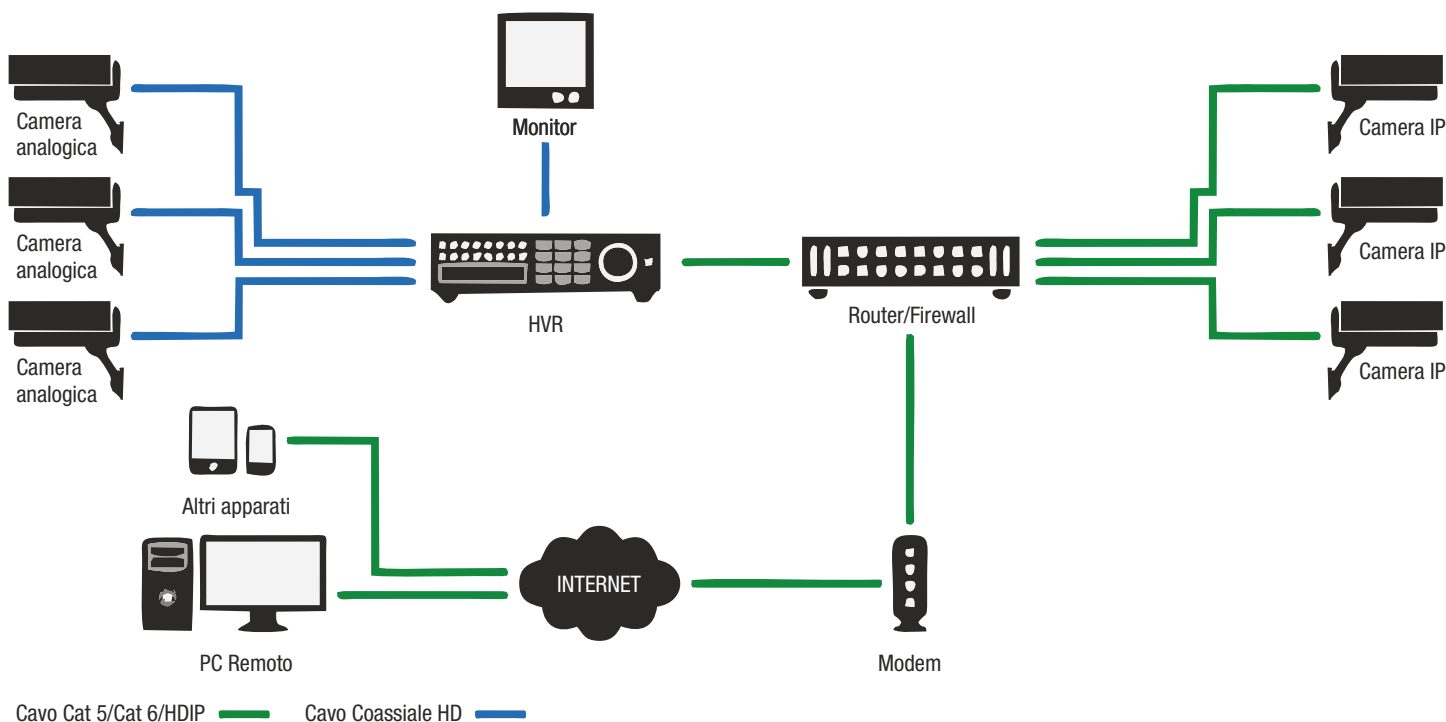 Monitor
Camera
analogica
Camera IP
Camera
analogica
Camera IP
HVR
Router/Firewall
Camera
analogica
Camera IP
Altri apparati
INTERNET
PC Remoto
Modem
Cavo Cat 5/Cat 6/HDIP
Cavo Coassiale HD